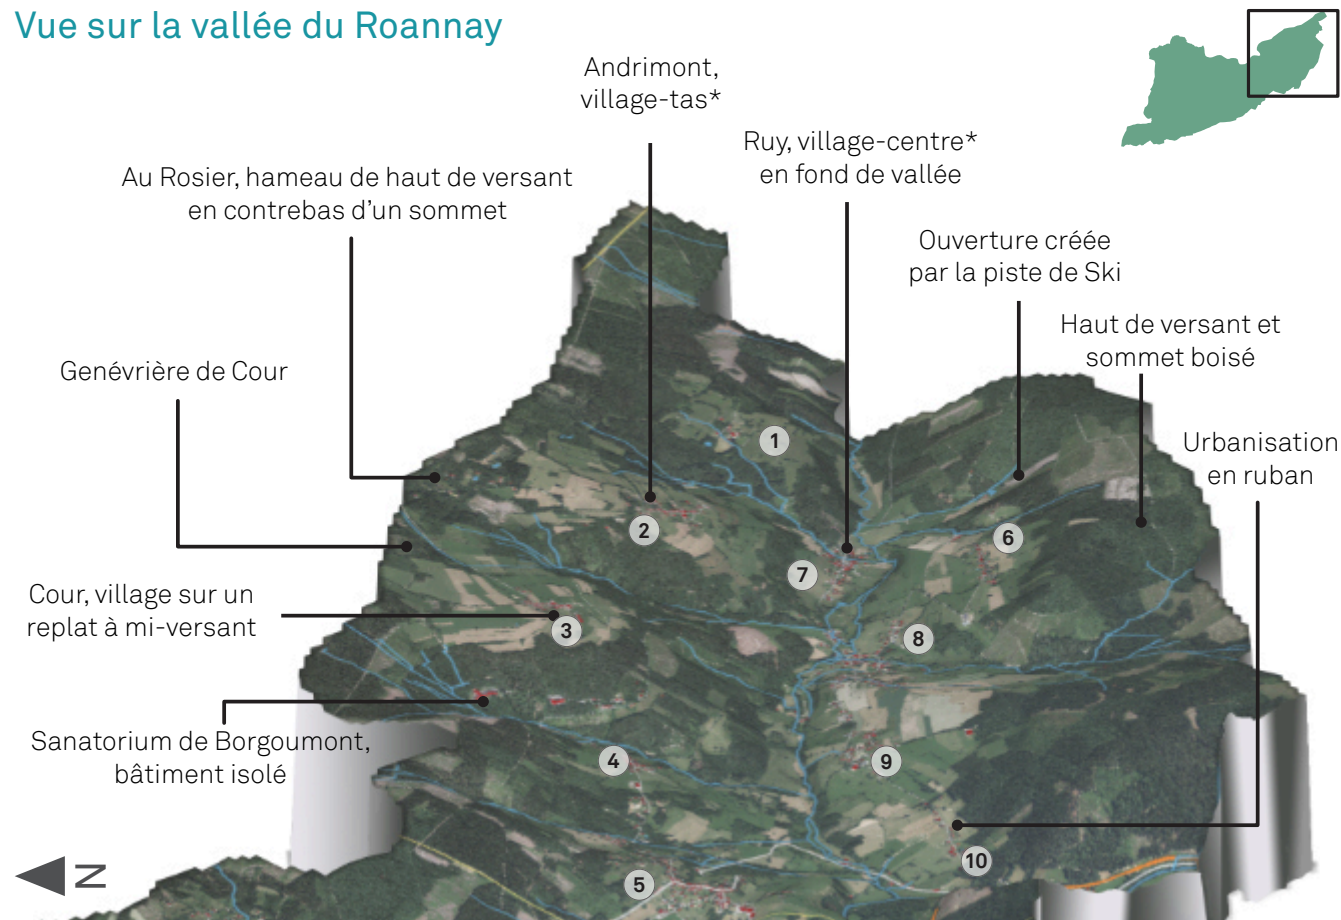 Vue sur la vallée du Roannay
Andrimont,
village-tas*
Ruy, village-centre*
en fond de vallée
Au Rosier, hameau de haut de versant
en contrebas d'un sommet
Ouverture créée
par la piste de Ski
Haut de versant et
sommet boisé
Genévrière de Cour
Urbanisation
en ruban
Cour, village sur un
replat à mi-versant
Sanatorium de Borgoumont,
bâtiment isolé
1
2
6
7
3
8
4
9
10
5
N